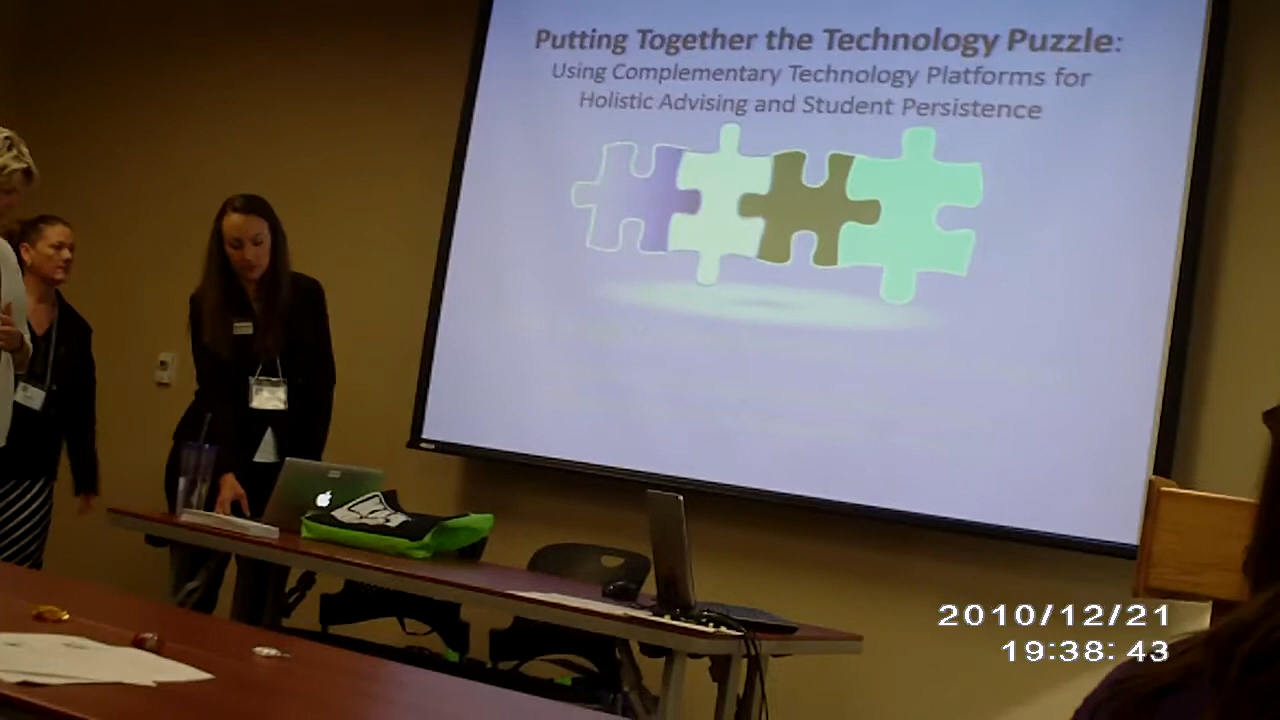 Putting Together the Technology Puzzle:
Using Complementary Technology Platforms for
Holistic Advising and Student Persistence
2010/12/21
19:38:43